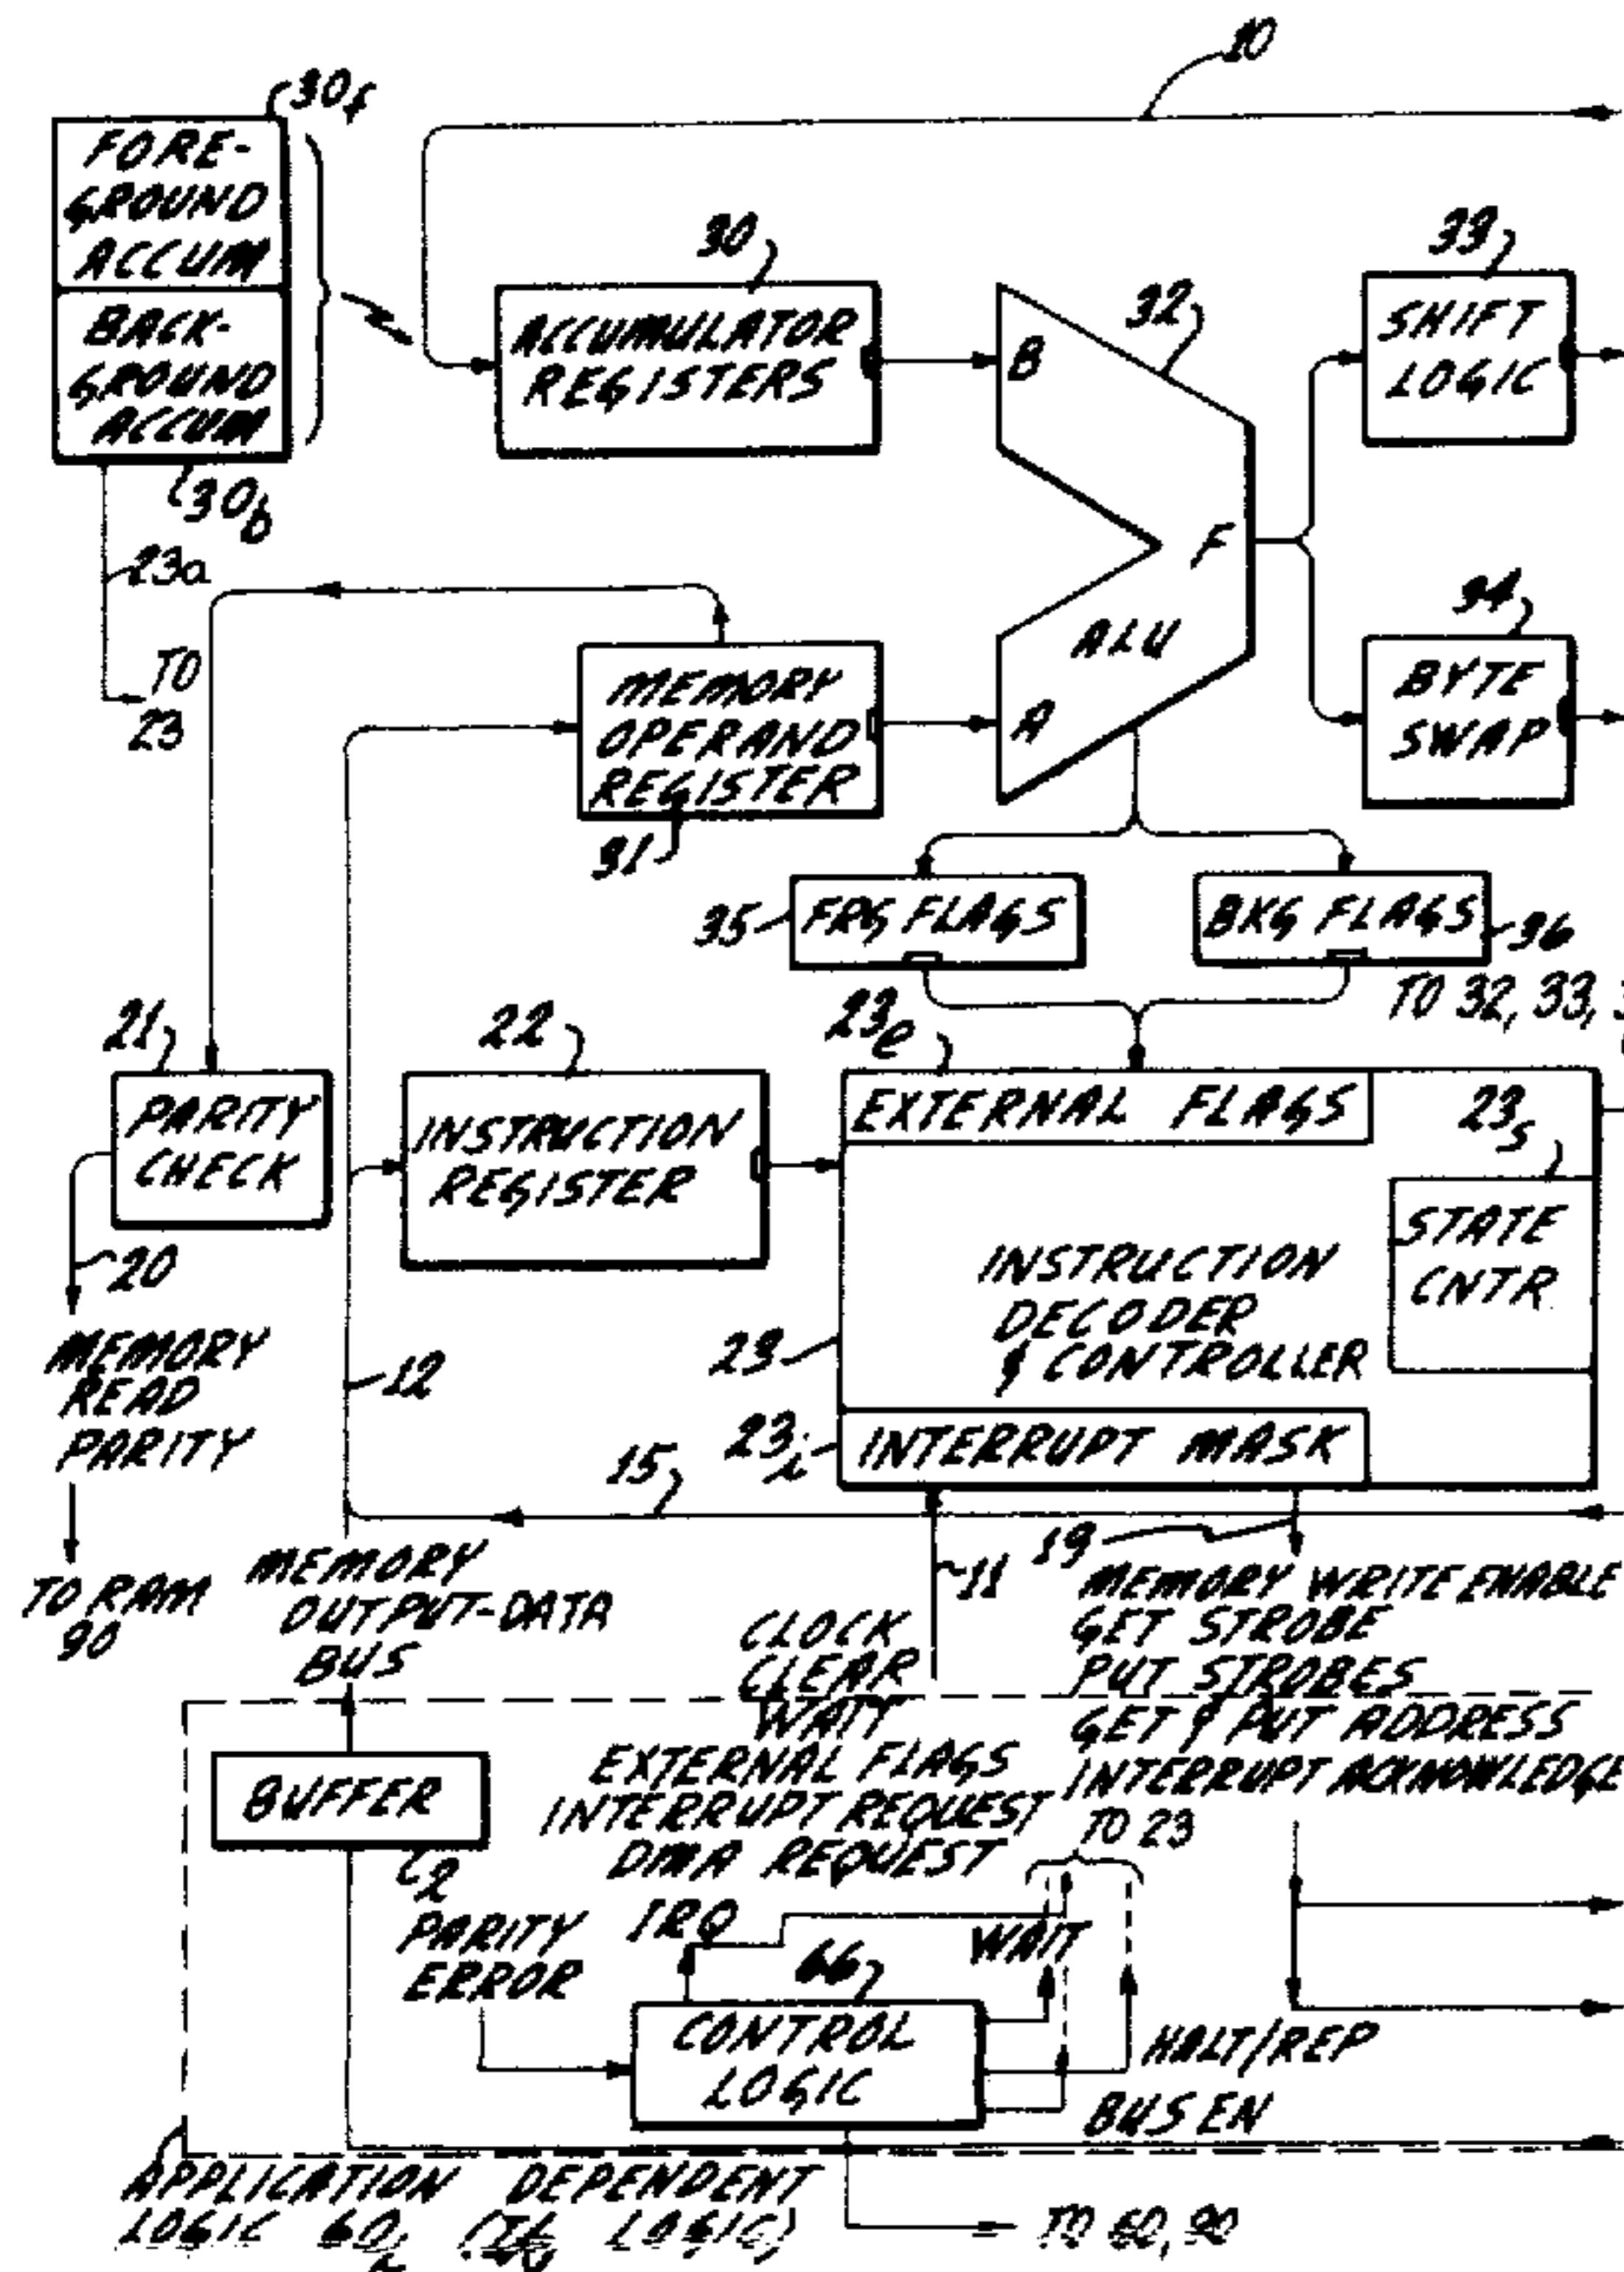 10
30f
FORE-
GROUND
ACCUM
BACK-
GROUND
ACCUM
30b
23a
TO
23
30
ACCUMULATOR
REGISTERS
32
B
F
ALU
A
33
SHIFT
LOGIC
34
BYTE
SWAP
MEMORY
OPERAND
REGISTER
31
35
FRG FLAGS
BKG FLAGS
36
TO 32, 33,
21
PARITY
CHECK
20
MEMORY
READ
PARITY
TO RAM
90
22
INSTRUCTION
REGISTER
23e
EXTERNAL FLAGS
23s
STATE
CNTR
INSTRUCTION
DECODER
& CONTROLLER
23
23i
INTERRUPT MASK
12
15
19
11
MEMORY
OUTPUT-DATA
BUS
CLOCK
CLEAR
WAIT
EXTERNAL FLAGS
INTERRUPT REQUEST
DMA REQUEST
MEMORY WRITE ENABLE
GET STROBE
PUT STROBES
GET & PUT ADDRESS
INTERRUPT ACKNOWLEDGE
TO 23
BUFFER
2
PARITY
ERROR
IRQ
WAIT
66
CONTROL
LOGIC
HALT/REP
BUS EN
APPLICATION DEPENDENT
LOGIC LOGIC)
TO 60, 90